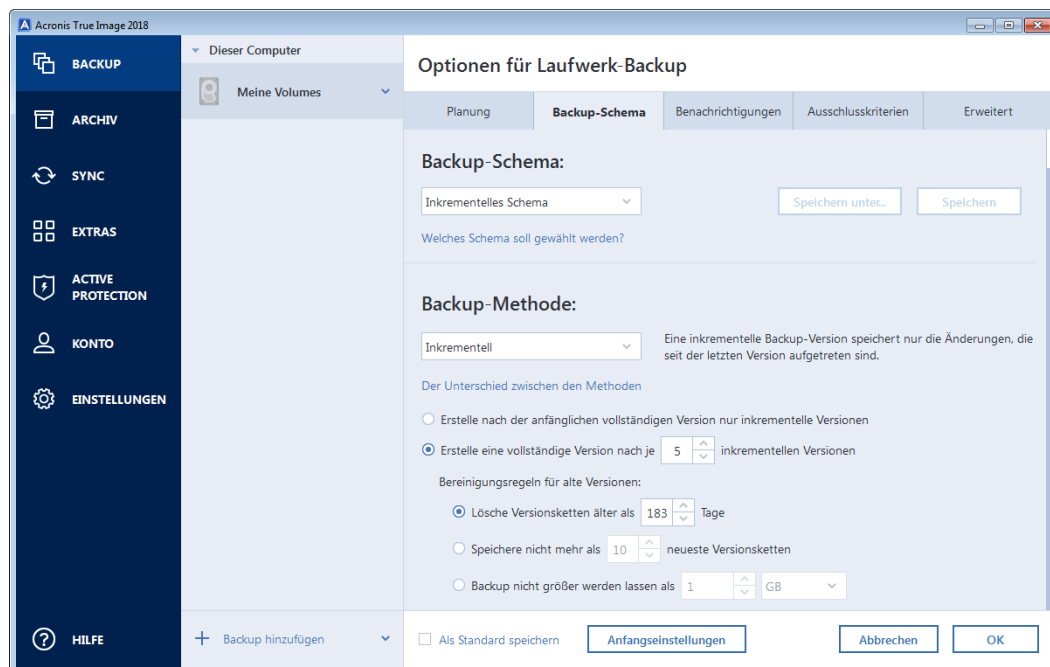 Acronis True Image 2018
BACKUP
ARCHIV
SYNC
EXTRAS
ACTIVE
PROTECTION
KONTO
EINSTELLUNGEN
HILFE
Dieser Computer
Meine Volumes
Backup hinzufügen
Optionen für Laufwerk-Backup
Planung
Backup-Schema
Benachrichtigungen
Ausschlusskriterien
Erweitert
Backup-Schema:
Inkrementelles Schema
Speichern unter...
Speichern
Welches Schema soll gewählt werden?
Backup-Methode:
Inkrementell
Eine inkrementelle Backup-Version speichert nur die Änderungen, die
seit der letzten Version aufgetreten sind.
Der Unterschied zwischen den Methoden
Erstelle nach der anfänglichen vollständigen Version nur inkrementelle Versionen
Erstelle eine vollständige Version nach je 5 inkrementellen Versionen
Bereinigungsregeln für alte Versionen:
Lösche Versionsketten älter als 183 Tage
Speichere nicht mehr als 10 neueste Versionsketten
Backup nicht größer werden lassen als 1 GB
Als Standard speichern
Anfangseinstellungen
Abbrechen
OK